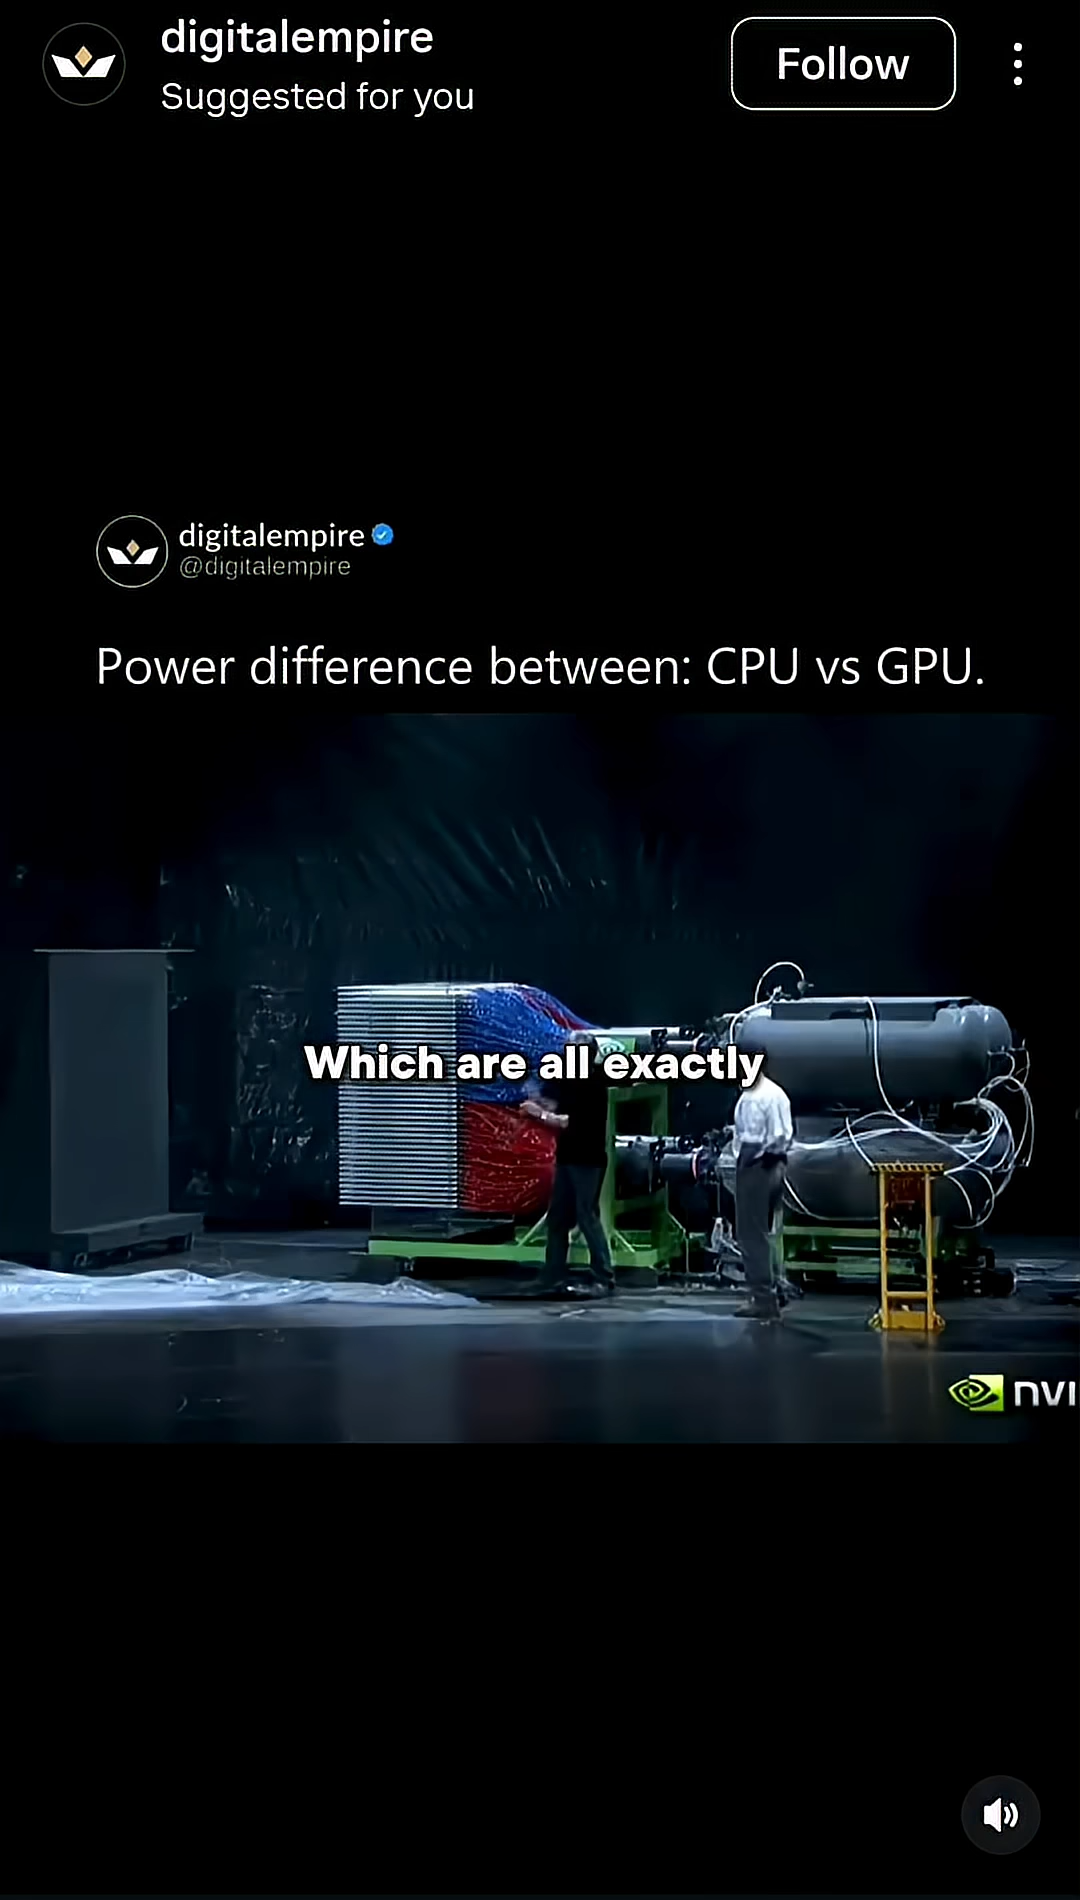 digitalempire
Suggested for you
Follow
digitalempire
@digitalempire
Power difference between: CPU vs GPU.
Which are all exactly
NVI